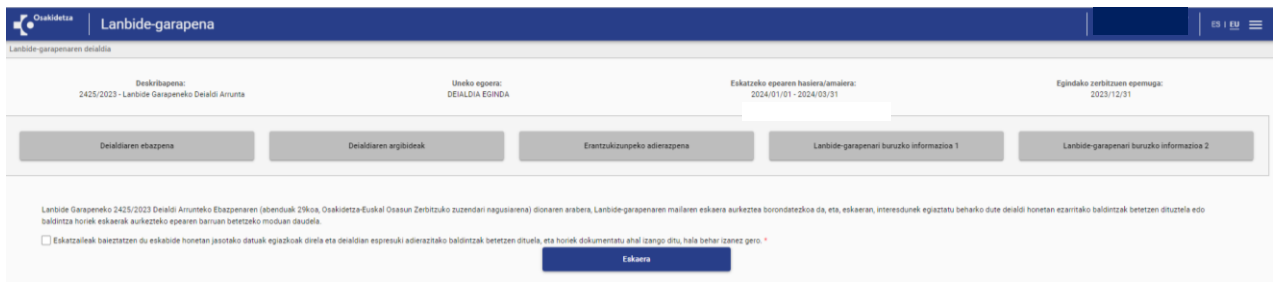 Osakidetza
Lanbide-garapena
ES | EU
Lanbide-garapenaren deialdia
Deskribapena:
2425/2023 - Lanbide Garapeneko Deialdi Arrunta
Uneko egoera:
DEIALDIA EGINDA
Eskatzeko epearen hasiera/amaiera:
2024/01/01 - 2024/03/31
Egindako zerbitzuen epemuga:
2023/12/31
Deialdiaren ebazpena
Deialdiaren argibideak
Erantzukizunpeko adierazpena
Lanbide-garapenari buruzko informazioa 1
Lanbide-garapenari buruzko informazioa 2
Lanbide Garapeneko 2425/2023 Deialdi Arrunteko Ebazpenaren (abenduak 29koa, Osakidetza-Euskal Osasun Zerbitzuko zuzendari nagusiarena) dionaren arabera, Lanbide-garapenaren mailaren eskaera aurkeztea borondatezkoa da, eta, eskaeran, interesdunek egiaztatu beharko dute deialdi honetan ezarritako baldintzak betetzen dituztela edo
baldintza horiek eskaerak aurkezteko epearen barruan betetzeko moduan daudela.
Eskatzaileak baieztatzen du eskabide honetan jasotako datuak egiazkoak direla eta deialdian espresuki adierazitako baldintzak betetzen dituela, eta horiek dokumentatu ahal izango ditu, hala behar izanez gero. *
Eskaera